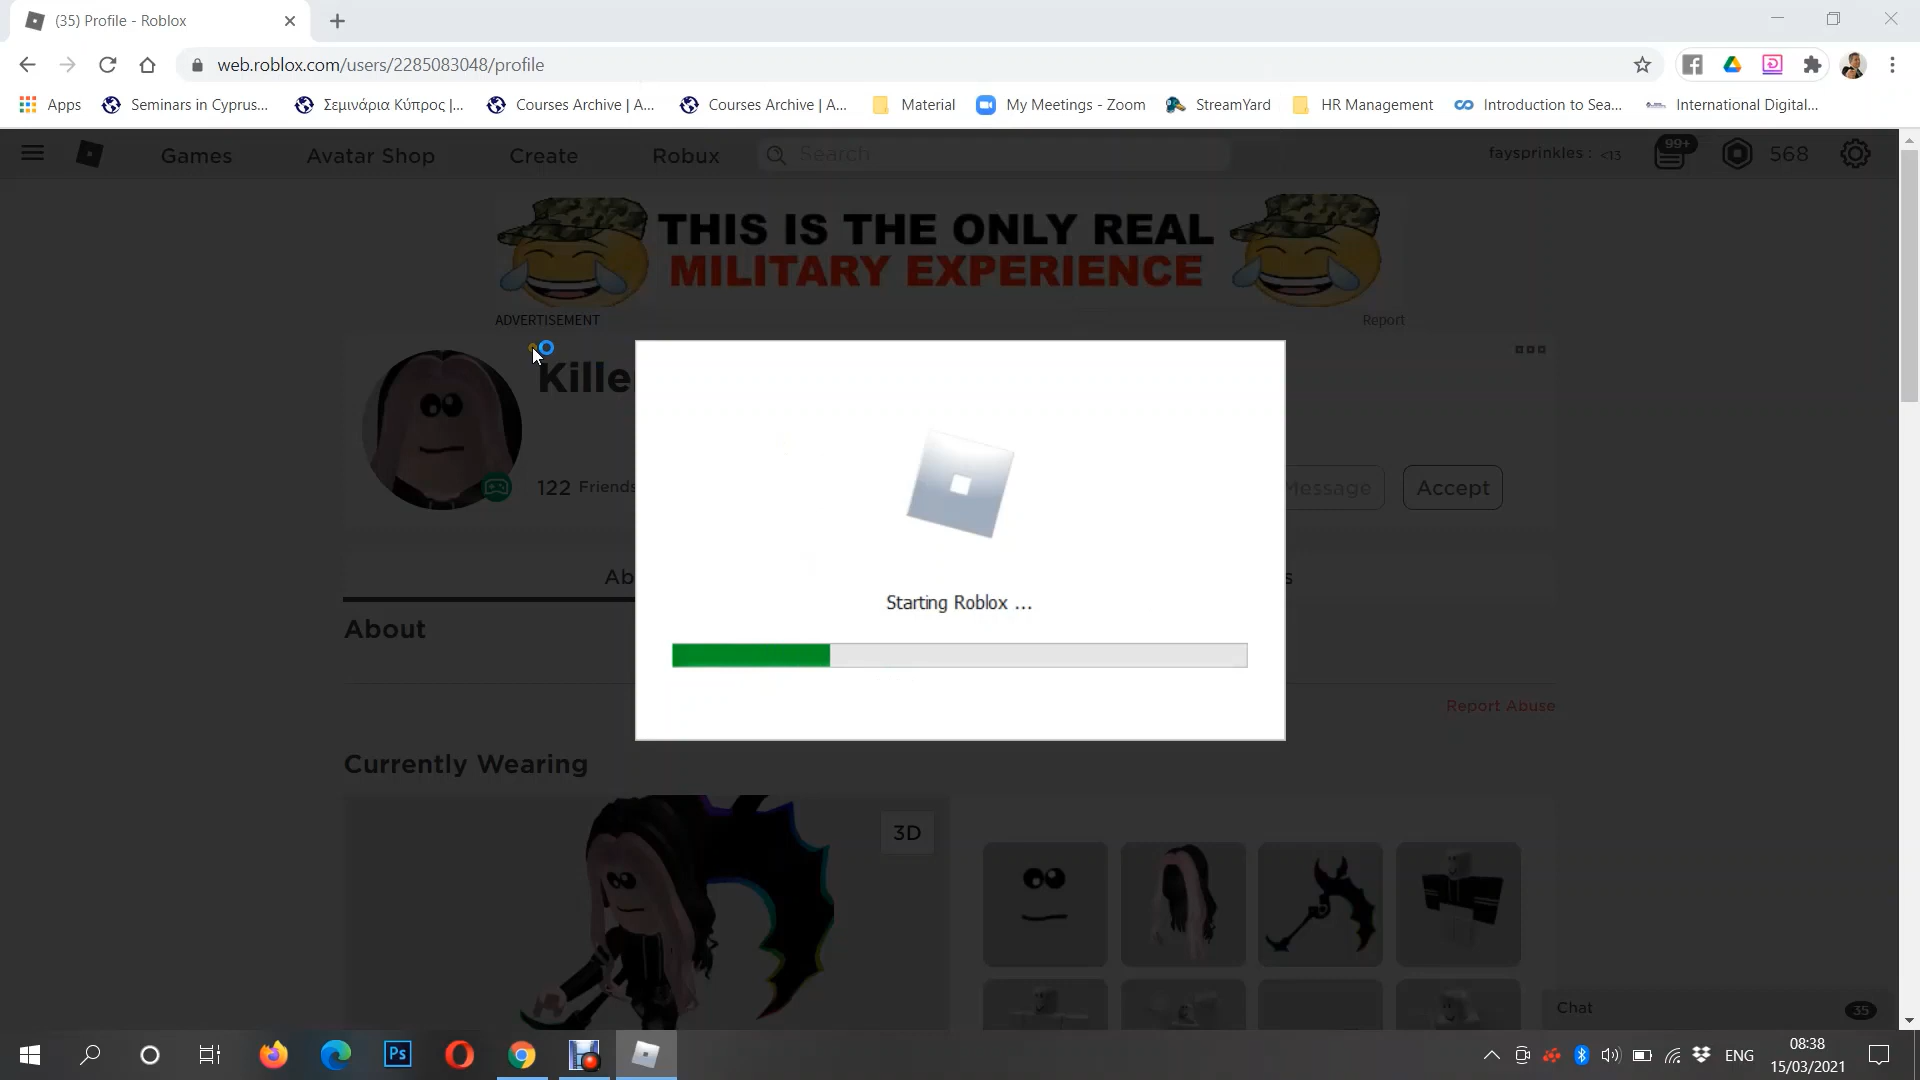 (35) Profile - Roblox
web.roblox.com/users/2285083048/profile
Apps Seminars in Cyprus... Σεμινάρια Κύπρος |... Courses Archive | A... Courses Archive | A... Material My Meetings - Zoom StreamYard HR Management Introduction to Sea... International Digital...
Games Avatar Shop Create Robux Search faysprinkles : <13 99+ 568
THIS IS THE ONLY REAL
MILITARY EXPERIENCE
ADVERTISEMENT Report
Kille
122 Friends Message Accept
Starting Roblox ...
Ab s
About
Report Abuse
Currently Wearing
3D
Chat 35
Ps
ENG
08:38
15/03/2021